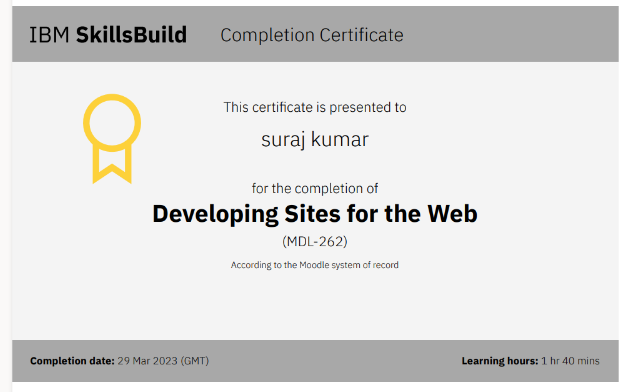 IBM SkillsBuild Completion Certificate
This certificate is presented to
suraj kumar
for the completion of
Developing Sites for the Web
(MDL-262)
According to the Moodle system of record
Completion date: 29 Mar 2023 (GMT) Learning hours: 1 hr 40 mins